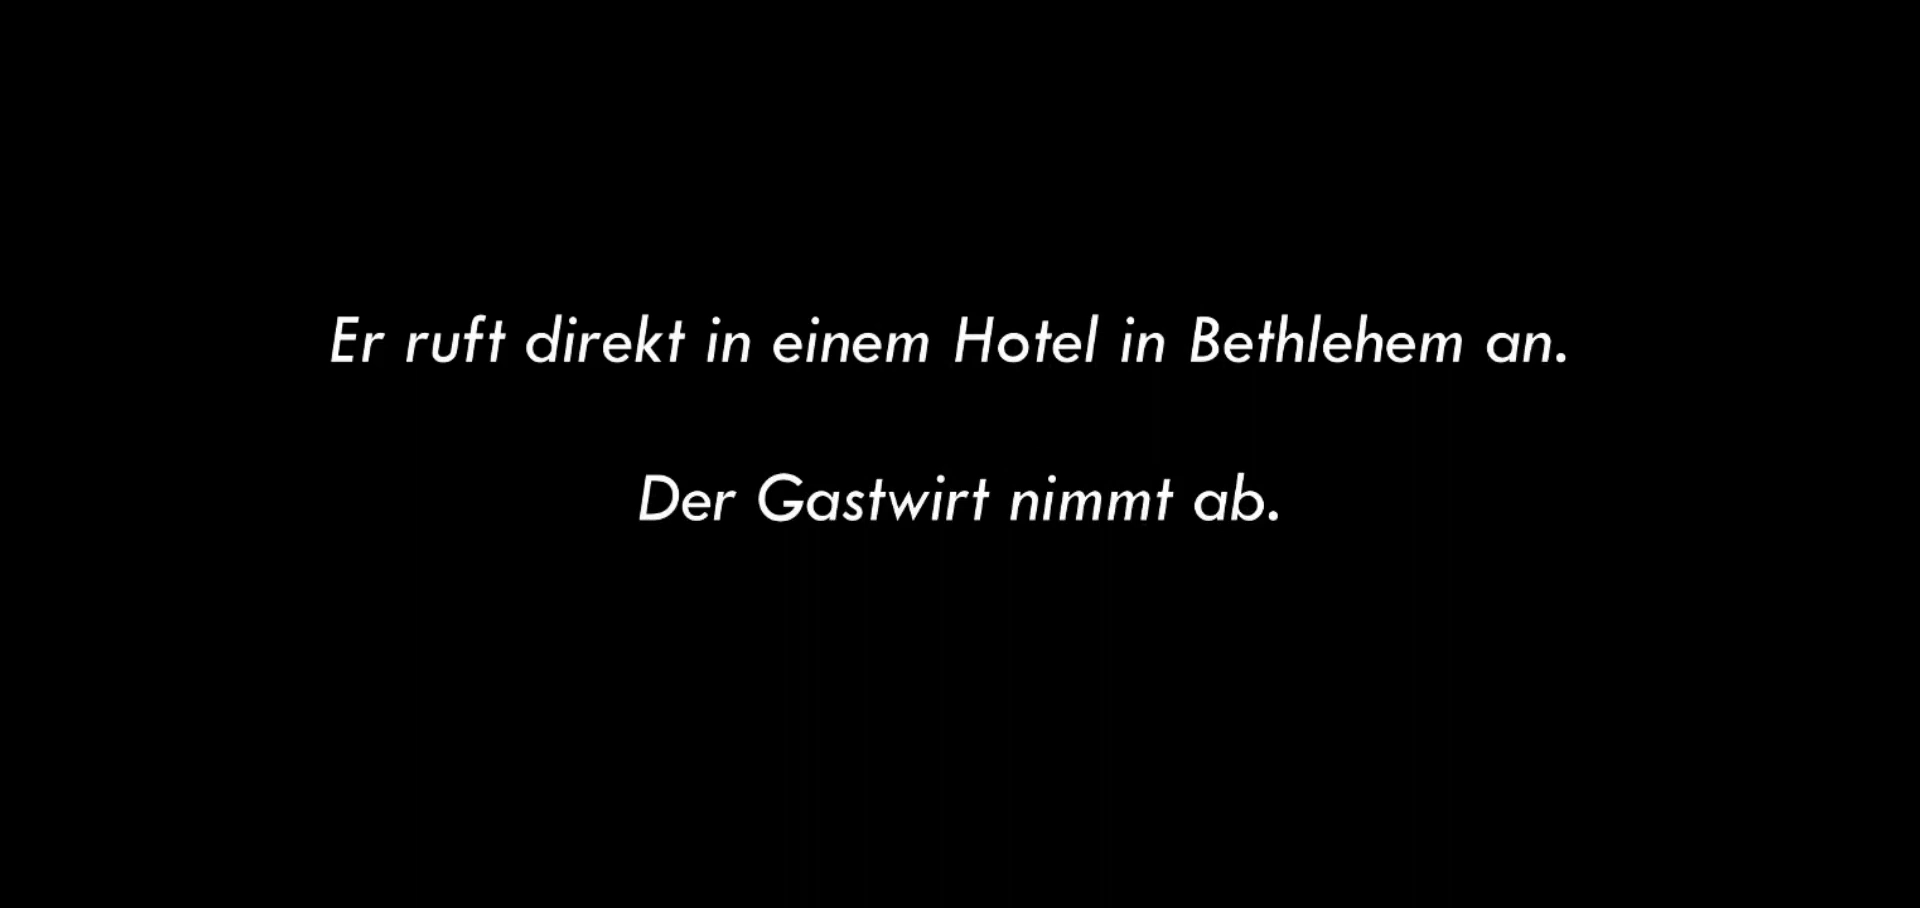 Er ruft direkt in einem Hotel in Bethlehem an.
Der Gastwirt nimmt ab.